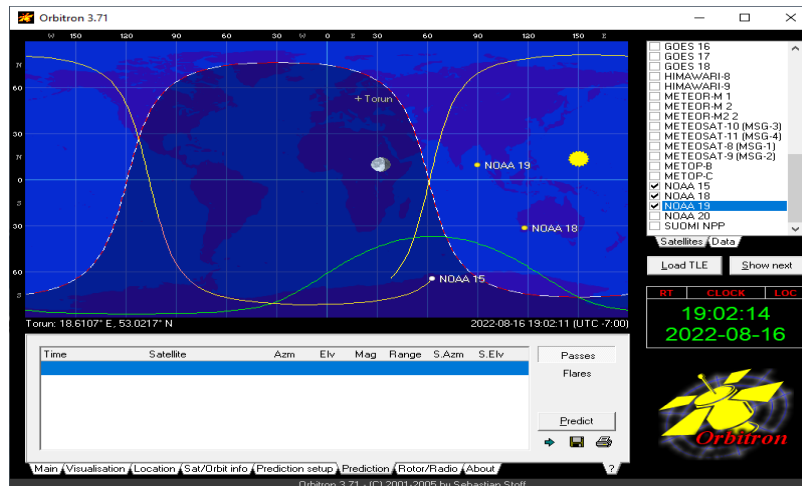 Orbitron 3.71
W 150 120 90 60 30 W 0 E 30 60 90 120 150 E
N
60
30
N
0
S
30
60
S
Torun
NOAA 19
NOAA 18
NOAA 15
Torun: 18.6107° E, 53.0217° N 2022-08-16 19:02:11 (UTC -7:00)
GOES 16
GOES 17
GOES 18
HIMAWARI-8
HIMAWARI-9
METEOR-M 1
METEOR-M 2
METEOR-M2 2
METEOSAT-10 (MSG-3)
METEOSAT-11 (MSG-4)
METEOSAT-8 (MSG-1)
METEOSAT-9 (MSG-2)
METOP-B
METOP-C
NOAA 15
NOAA 18
NOAA 19
NOAA 20
SUOMI NPP
Satellites Data
Load TLE Show next
RT CLOCK LOC
19:02:14
2022-08-16
Orbitron
Time Satellite Azm Elv Mag Range S.Azm S.Elv
Passes
Flares
Predict
Main Visualisation Location Sat/Orbit info Prediction setup Prediction Rotor/Radio About ?
Orbitron 3.71 - (C) 2001-2005 by Sebastian Stoff